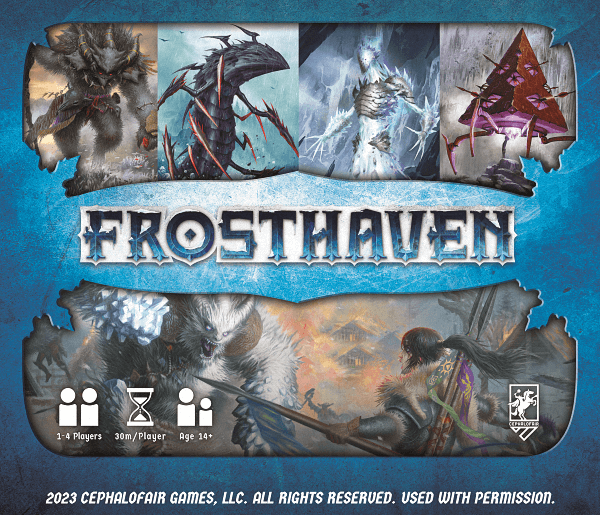 FROSTHAVEN
1-4 Players
30m/Player
Age 14+
CEPHALOFAIR
2023 CEPHALOFAIR GAMES, LLC. ALL RIGHTS RESERVED. USED WITH PERMISSION.